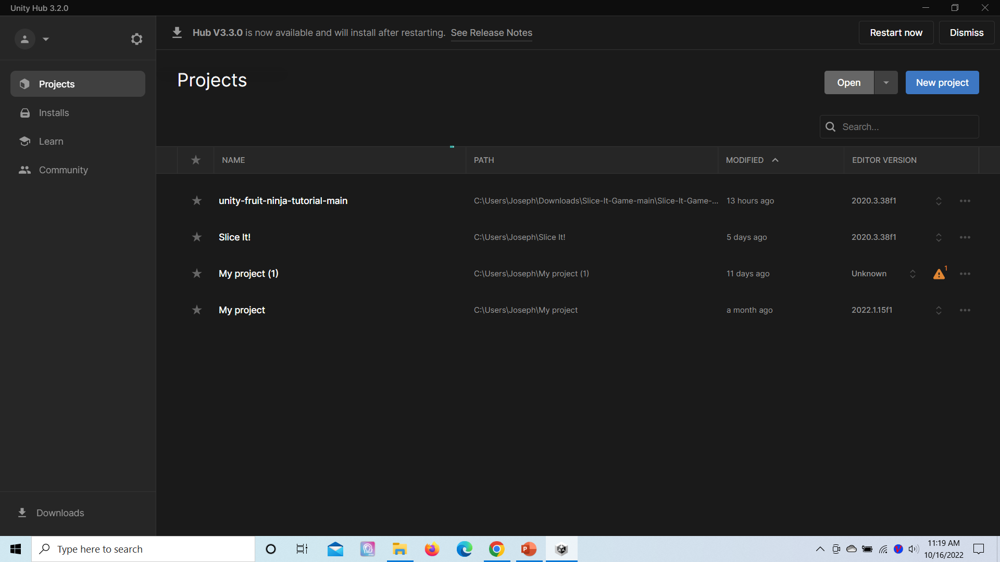 Unity Hub 3.2.0
Hub V3.3.0 is now available and will install after restarting. See Release Notes
Restart now
Dismiss
Projects
Installs
Learn
Community
Downloads
Projects
Open
New project
Search...
NAME PATH MODIFIED EDITOR VERSION
unity-fruit-ninja-tutorial-main C:\Users\Joseph\Downloads\Slice-It-Game-main\Slice-It-Game-... 13 hours ago 2020.3.38f1
Slice It! C:\Users\Joseph\Slice It! 5 days ago 2020.3.38f1
My project (1) C:\Users\Joseph\My project (1) 11 days ago Unknown 1
My project C:\Users\Joseph\My project a month ago 2022.1.15f1
Type here to search
P
11:19 AM
10/16/2022